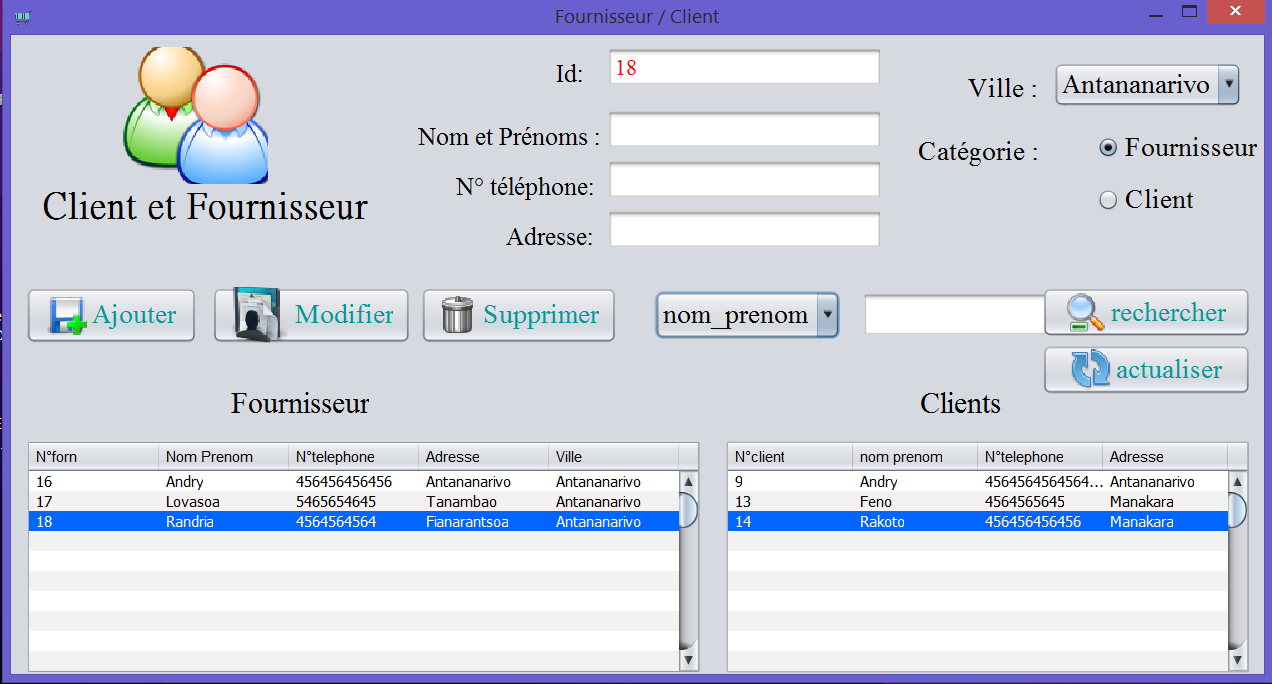 Fournisseur / Client
Id: 18
Ville : Antananarivo
Nom et Prénoms :
Catégorie : Fournisseur
N° téléphone:
Client
Client et Fournisseur
Adresse:
Ajouter Modifier Supprimer nom_prenom rechercher
actualiser
Fournisseur Clients
N°forn Nom Prenom N°telephone Adresse Ville
16 Andry 456456456456 Antananarivo Antananarivo
17 Lovasoa 5465654645 Tanambao Antananarivo
18 Randria 4564564564 Fianarantsoa Antananarivo
N°client nom prenom N°telephone Adresse
9 Andry 4564564564564... Antananarivo
13 Feno 4564565645 Manakara
14 Rakoto 456456456456 Manakara